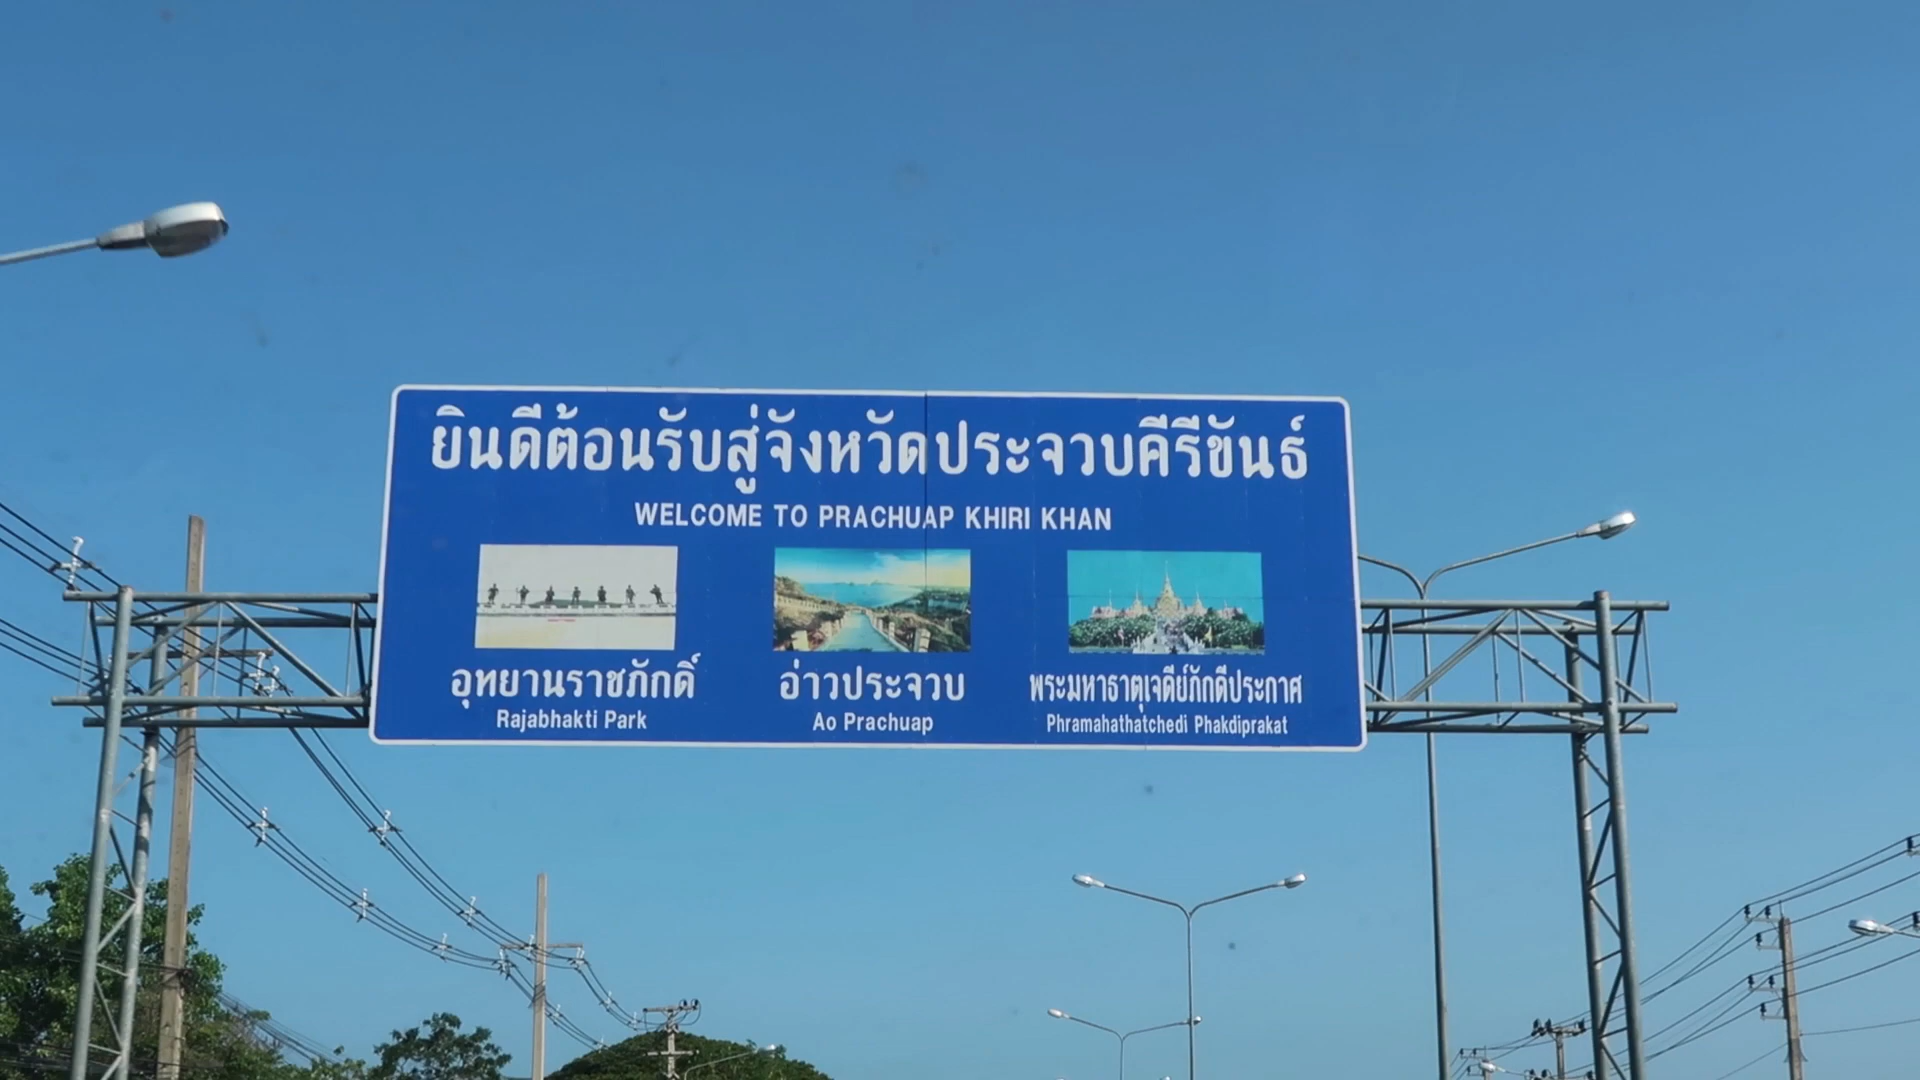 ยินดีต้อนรับสู่จังหวัดประจวบคีรีขันธ์
WELCOME TO PRACHUAP KHIRI KHAN
อุทยานราชภักดิ์
Rajabhakti Park
อ่าวประจวบ
Ao Prachuap
พระมหาธาตุเจดีย์ภักดีประกาศ
Phramahathatchedi Phakdiprakat